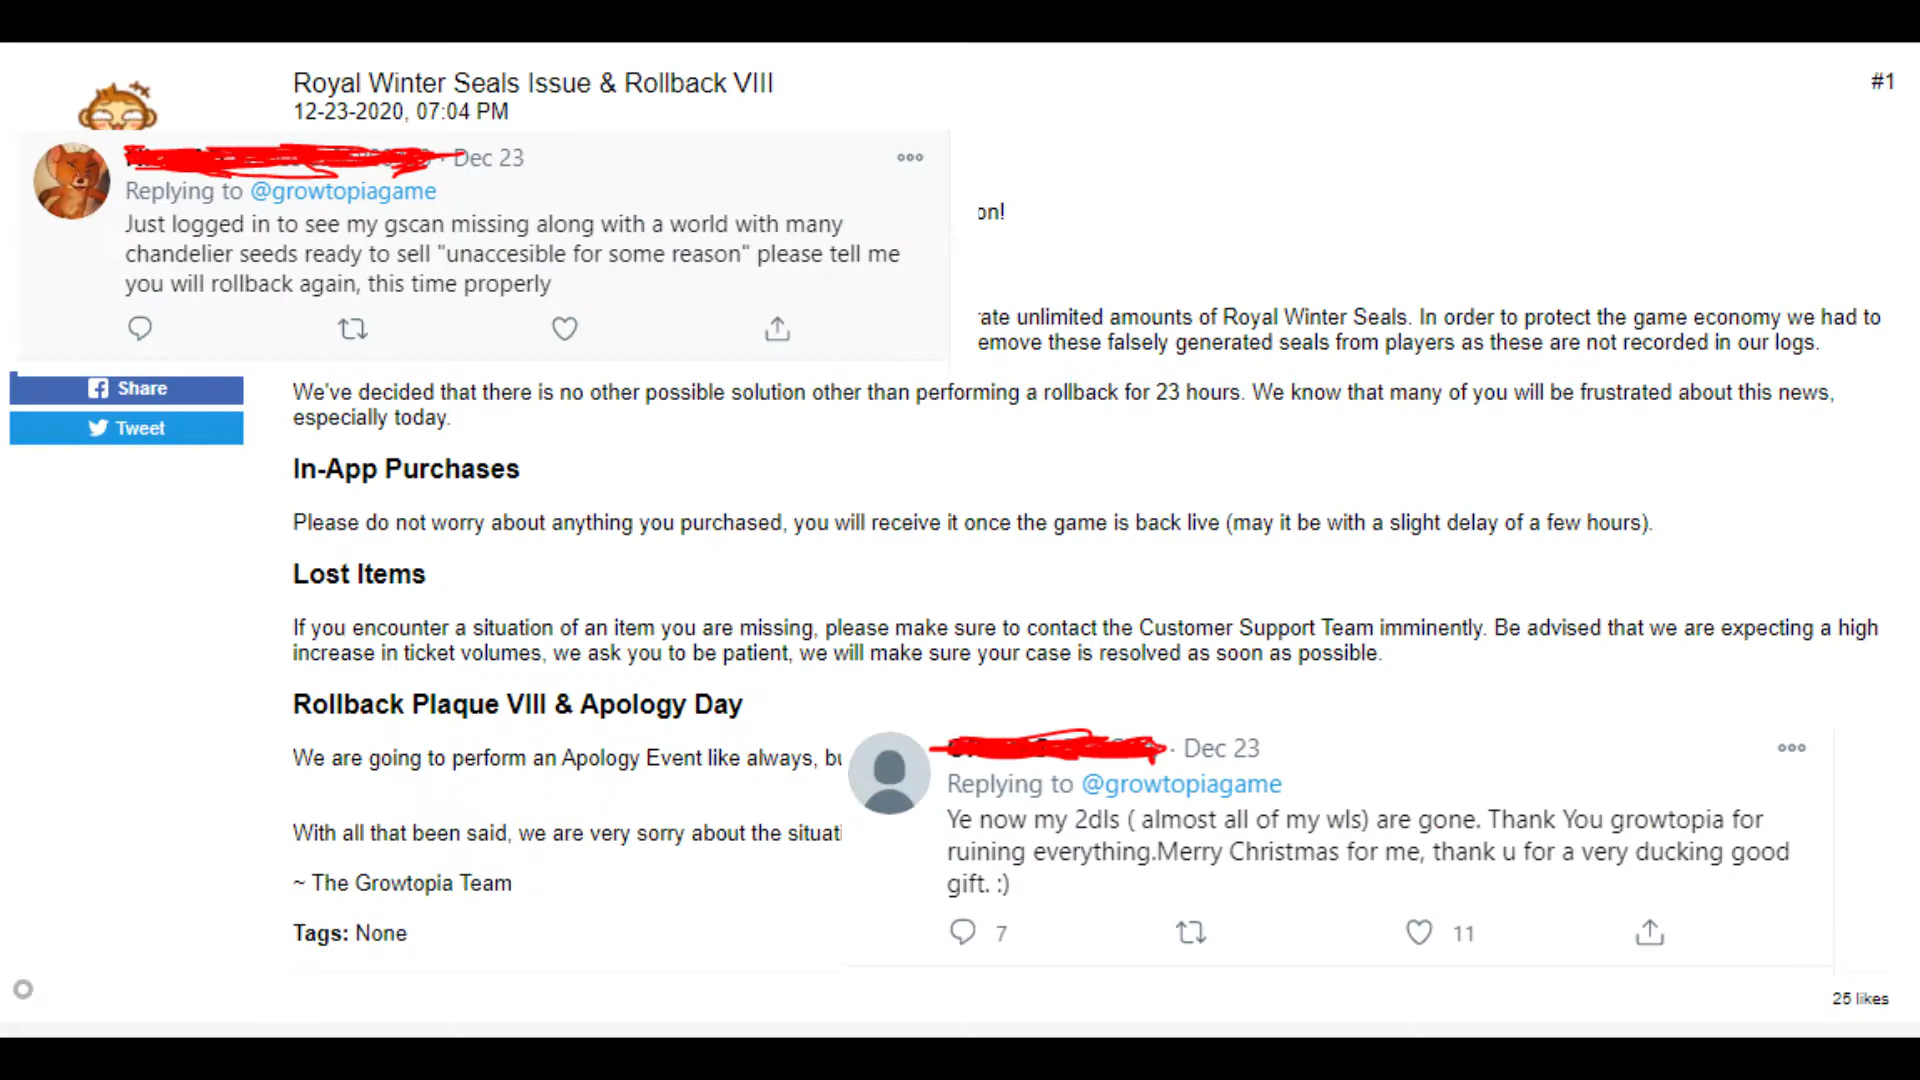 Royal Winter Seals Issue & Rollback VIII
#1
12-23-2020, 07:04 PM
· Dec 23
Replying to @growtopiagame
Just logged in to see my gscan missing along with a world with many
chandelier seeds ready to sell "unaccesible for some reason" please tell me
you will rollback again, this time properly
on!
ate unlimited amounts of Royal Winter Seals. In order to protect the game economy we had to
emove these falsely generated seals from players as these are not recorded in our logs.
Share
Tweet
We've decided that there is no other possible solution other than performing a rollback for 23 hours. We know that many of you will be frustrated about this news,
especially today.
In-App Purchases
Please do not worry about anything you purchased, you will receive it once the game is back live (may it be with a slight delay of a few hours).
Lost Items
If you encounter a situation of an item you are missing, please make sure to contact the Customer Support Team imminently. Be advised that we are expecting a high
increase in ticket volumes, we ask you to be patient, we will make sure your case is resolved as soon as possible.
Rollback Plaque VIII & Apology Day
We are going to perform an Apology Event like always, bu
With all that been said, we are very sorry about the situati
~ The Growtopia Team
Tags: None
· Dec 23
Replying to @growtopiagame
Ye now my 2dls ( almost all of my wls) are gone. Thank You growtopia for
ruining everything.Merry Christmas for me, thank u for a very ducking good
gift. :)
7
11
25 likes